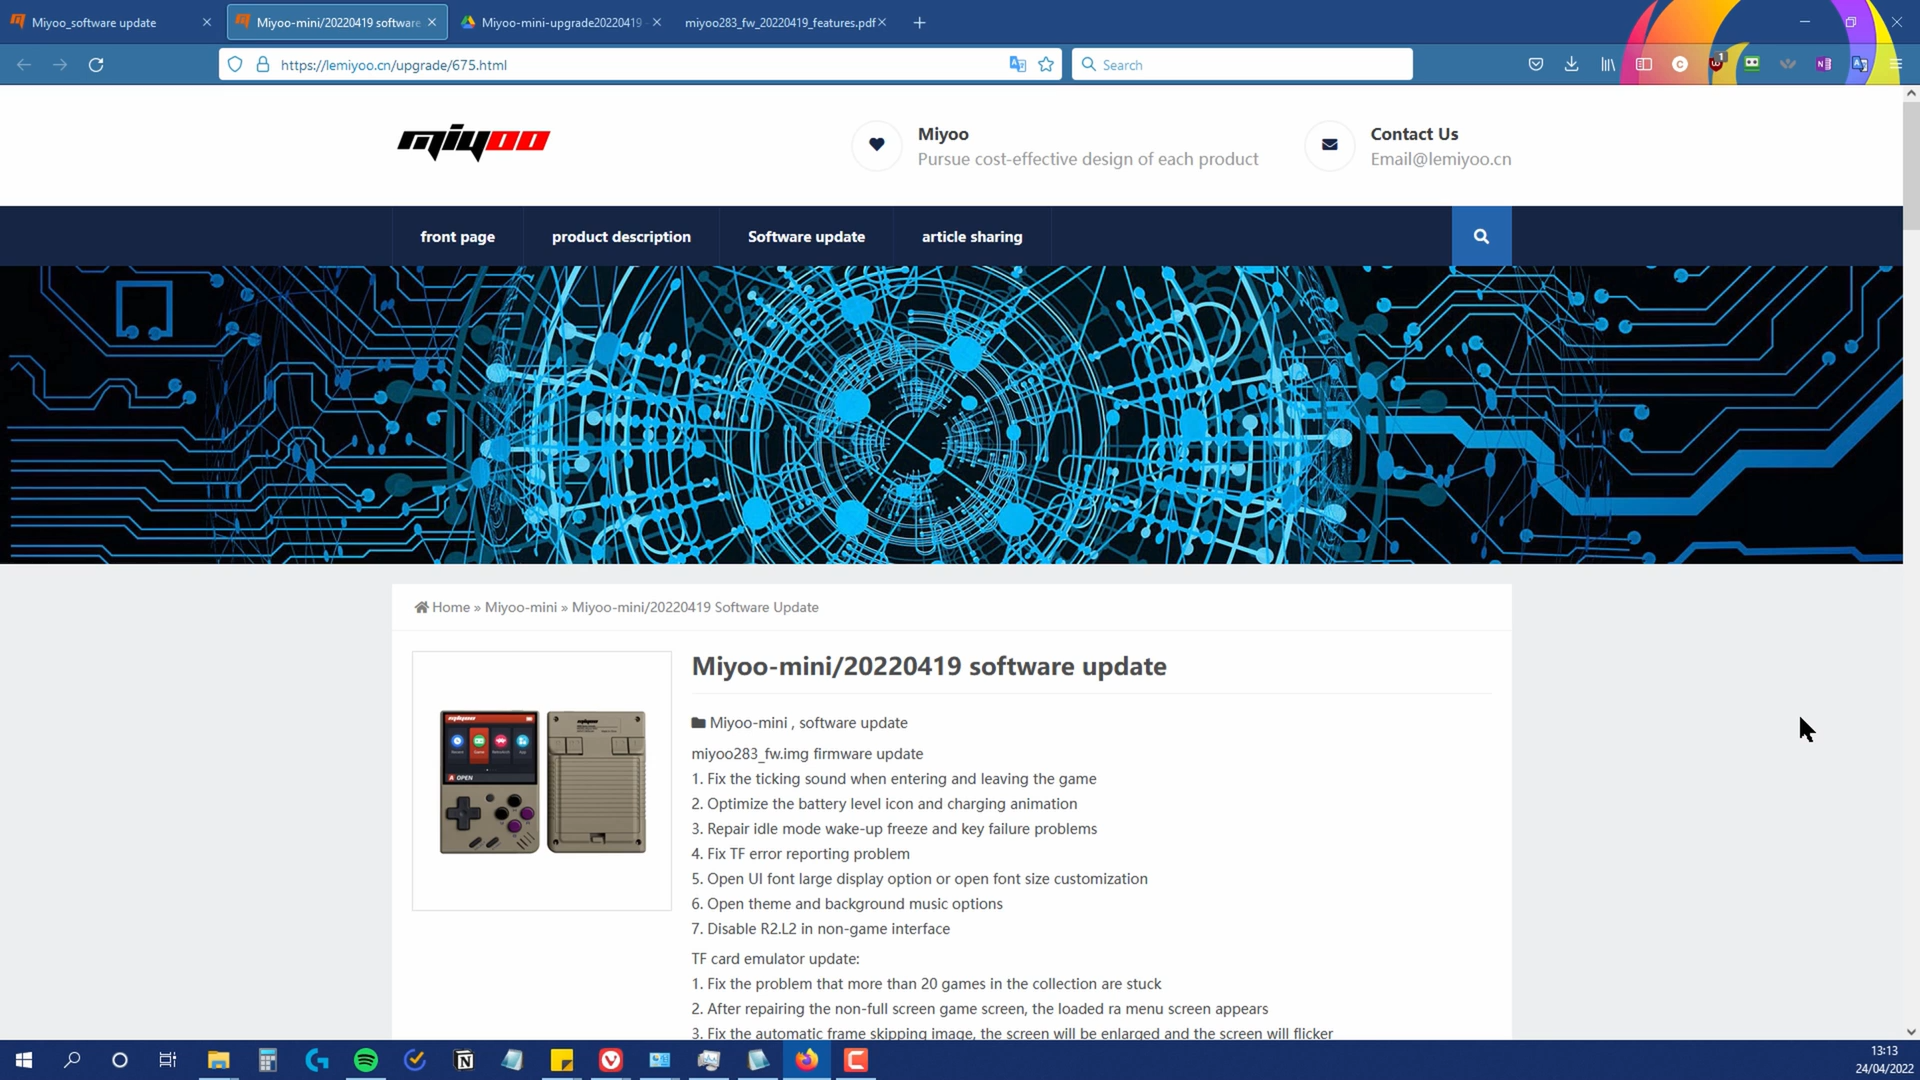 Miyoo_software update
Miyoo-mini/20220419 software
Miyoo-mini-upgrade20220419
miyoo283_fw_20220419_features.pdf
https://lemiyoo.cn/upgrade/675.html
Search
miyoo
Miyoo
Pursue cost-effective design of each product
Contact Us
Email@lemiyoo.cn
front page
product description
Software update
article sharing
Home » Miyoo-mini » Miyoo-mini/20220419 Software Update
Miyoo-mini/20220419 software update
Miyoo-mini , software update
miyoo283_fw.img firmware update
1. Fix the ticking sound when entering and leaving the game
2. Optimize the battery level icon and charging animation
3. Repair idle mode wake-up freeze and key failure problems
4. Fix TF error reporting problem
5. Open UI font large display option or open font size customization
6. Open theme and background music options
7. Disable R2.L2 in non-game interface
TF card emulator update:
1. Fix the problem that more than 20 games in the collection are stuck
2. After repairing the non-full screen game screen, the loaded ra menu screen appears
3. Fix the automatic frame skipping image, the screen will be enlarged and the screen will flicker
A OPEN
13:13
24/04/2022